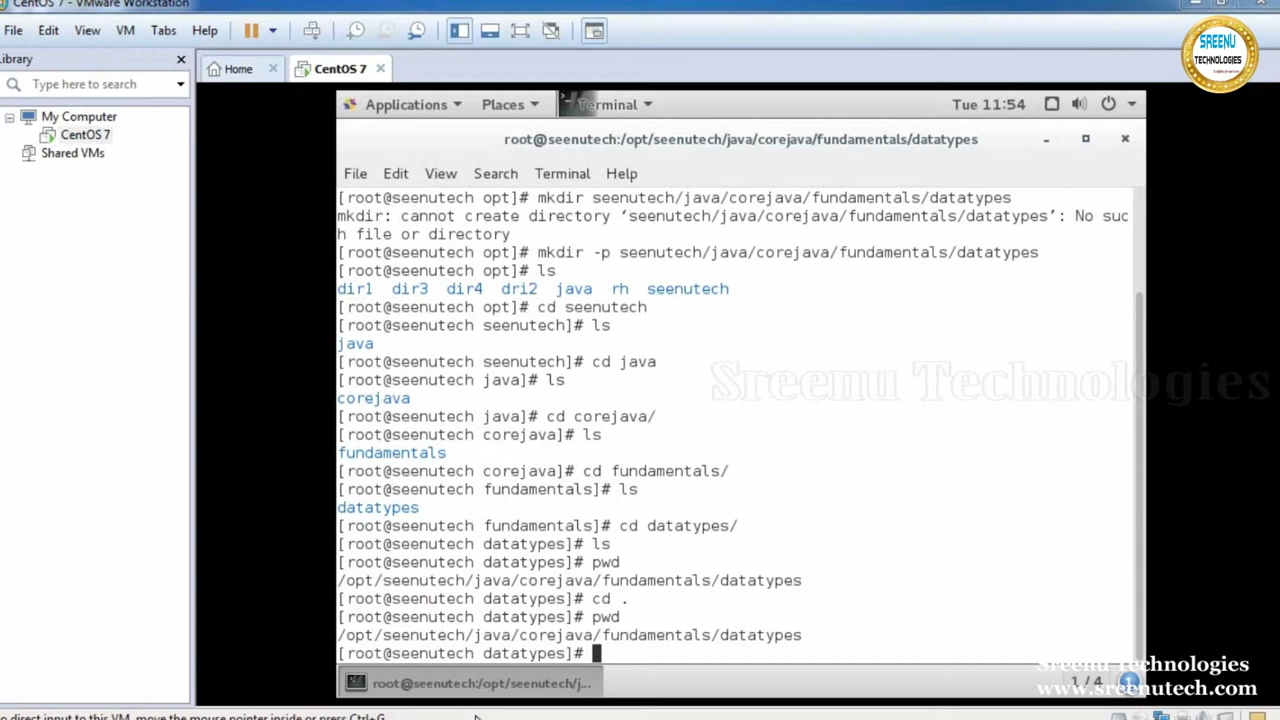 CentOS 7 - VMware Workstation
File Edit View VM Tabs Help
SREENU
TECHNOLOGIES
Library
Home
CentOS 7
Type here to search
Applications Places Terminal Tue 11:54
My Computer
CentOS 7
Shared VMs
root@seenutech:/opt/seenutech/java/corejava/fundamentals/datatypes
File Edit View Search Terminal Help
[root@seenutech opt]# mkdir seenutech/java/corejava/fundamentals/datatypes
mkdir: cannot create directory ‘seenutech/java/corejava/fundamentals/datatypes’: No suc
h file or directory
[root@seenutech opt]# mkdir -p seenutech/java/corejava/fundamentals/datatypes
[root@seenutech opt]# ls
dir1 dir3 dir4 dri2 java rh seenutech
[root@seenutech opt]# cd seenutech
[root@seenutech seenutech]# ls
java
[root@seenutech seenutech]# cd java
[root@seenutech java]# ls
corejava
[root@seenutech java]# cd corejava/
[root@seenutech corejava]# ls
fundamentals
[root@seenutech corejava]# cd fundamentals/
[root@seenutech fundamentals]# ls
datatypes
[root@seenutech fundamentals]# cd datatypes/
[root@seenutech datatypes]# ls
[root@seenutech datatypes]# pwd
/opt/seenutech/java/corejava/fundamentals/datatypes
[root@seenutech datatypes]# cd .
[root@seenutech datatypes]# pwd
/opt/seenutech/java/corejava/fundamentals/datatypes
[root@seenutech datatypes]#
Sreenu Technologies
root@seenutech:/opt/seenutech/j...
1 / 4
Sreenu Technologies
www.sreenutech.com
o direct input to this VM, move the mouse pointer inside or press Ctrl+G.